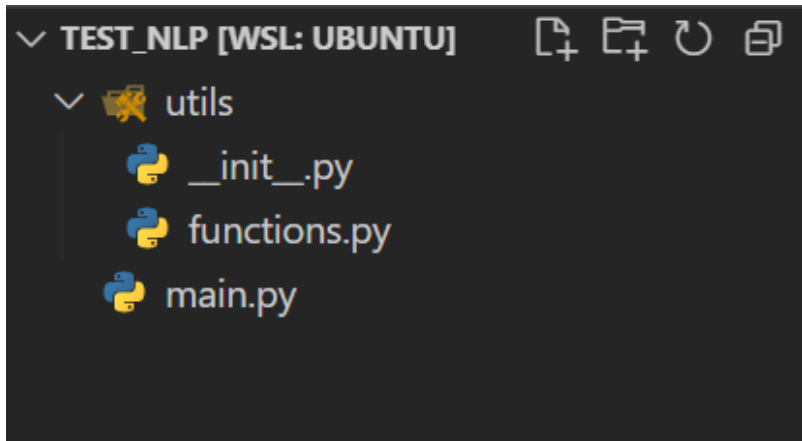 TEST_NLP [WSL: UBUNTU]
utils
__init__.py
functions.py
main.py